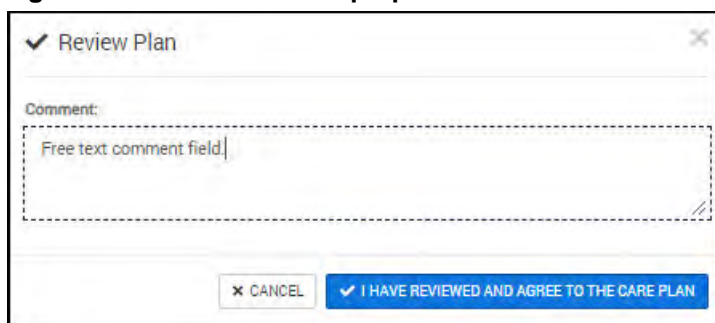 Review Plan
Comment:
Free text comment field.
CANCEL
I HAVE REVIEWED AND AGREE TO THE CARE PLAN